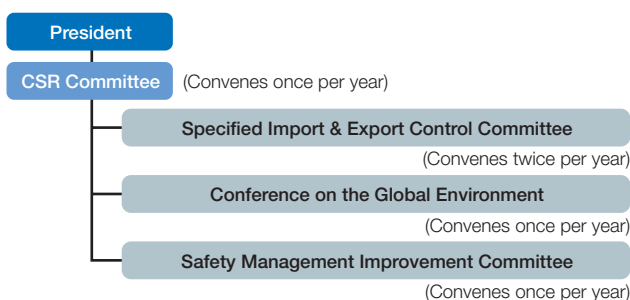 President
CSR Committee (Convenes once per year)
Specified Import & Export Control Committee
(Convenes twice per year)
Conference on the Global Environment
(Convenes once per year)
Safety Management Improvement Committee
(Convenes once per year)